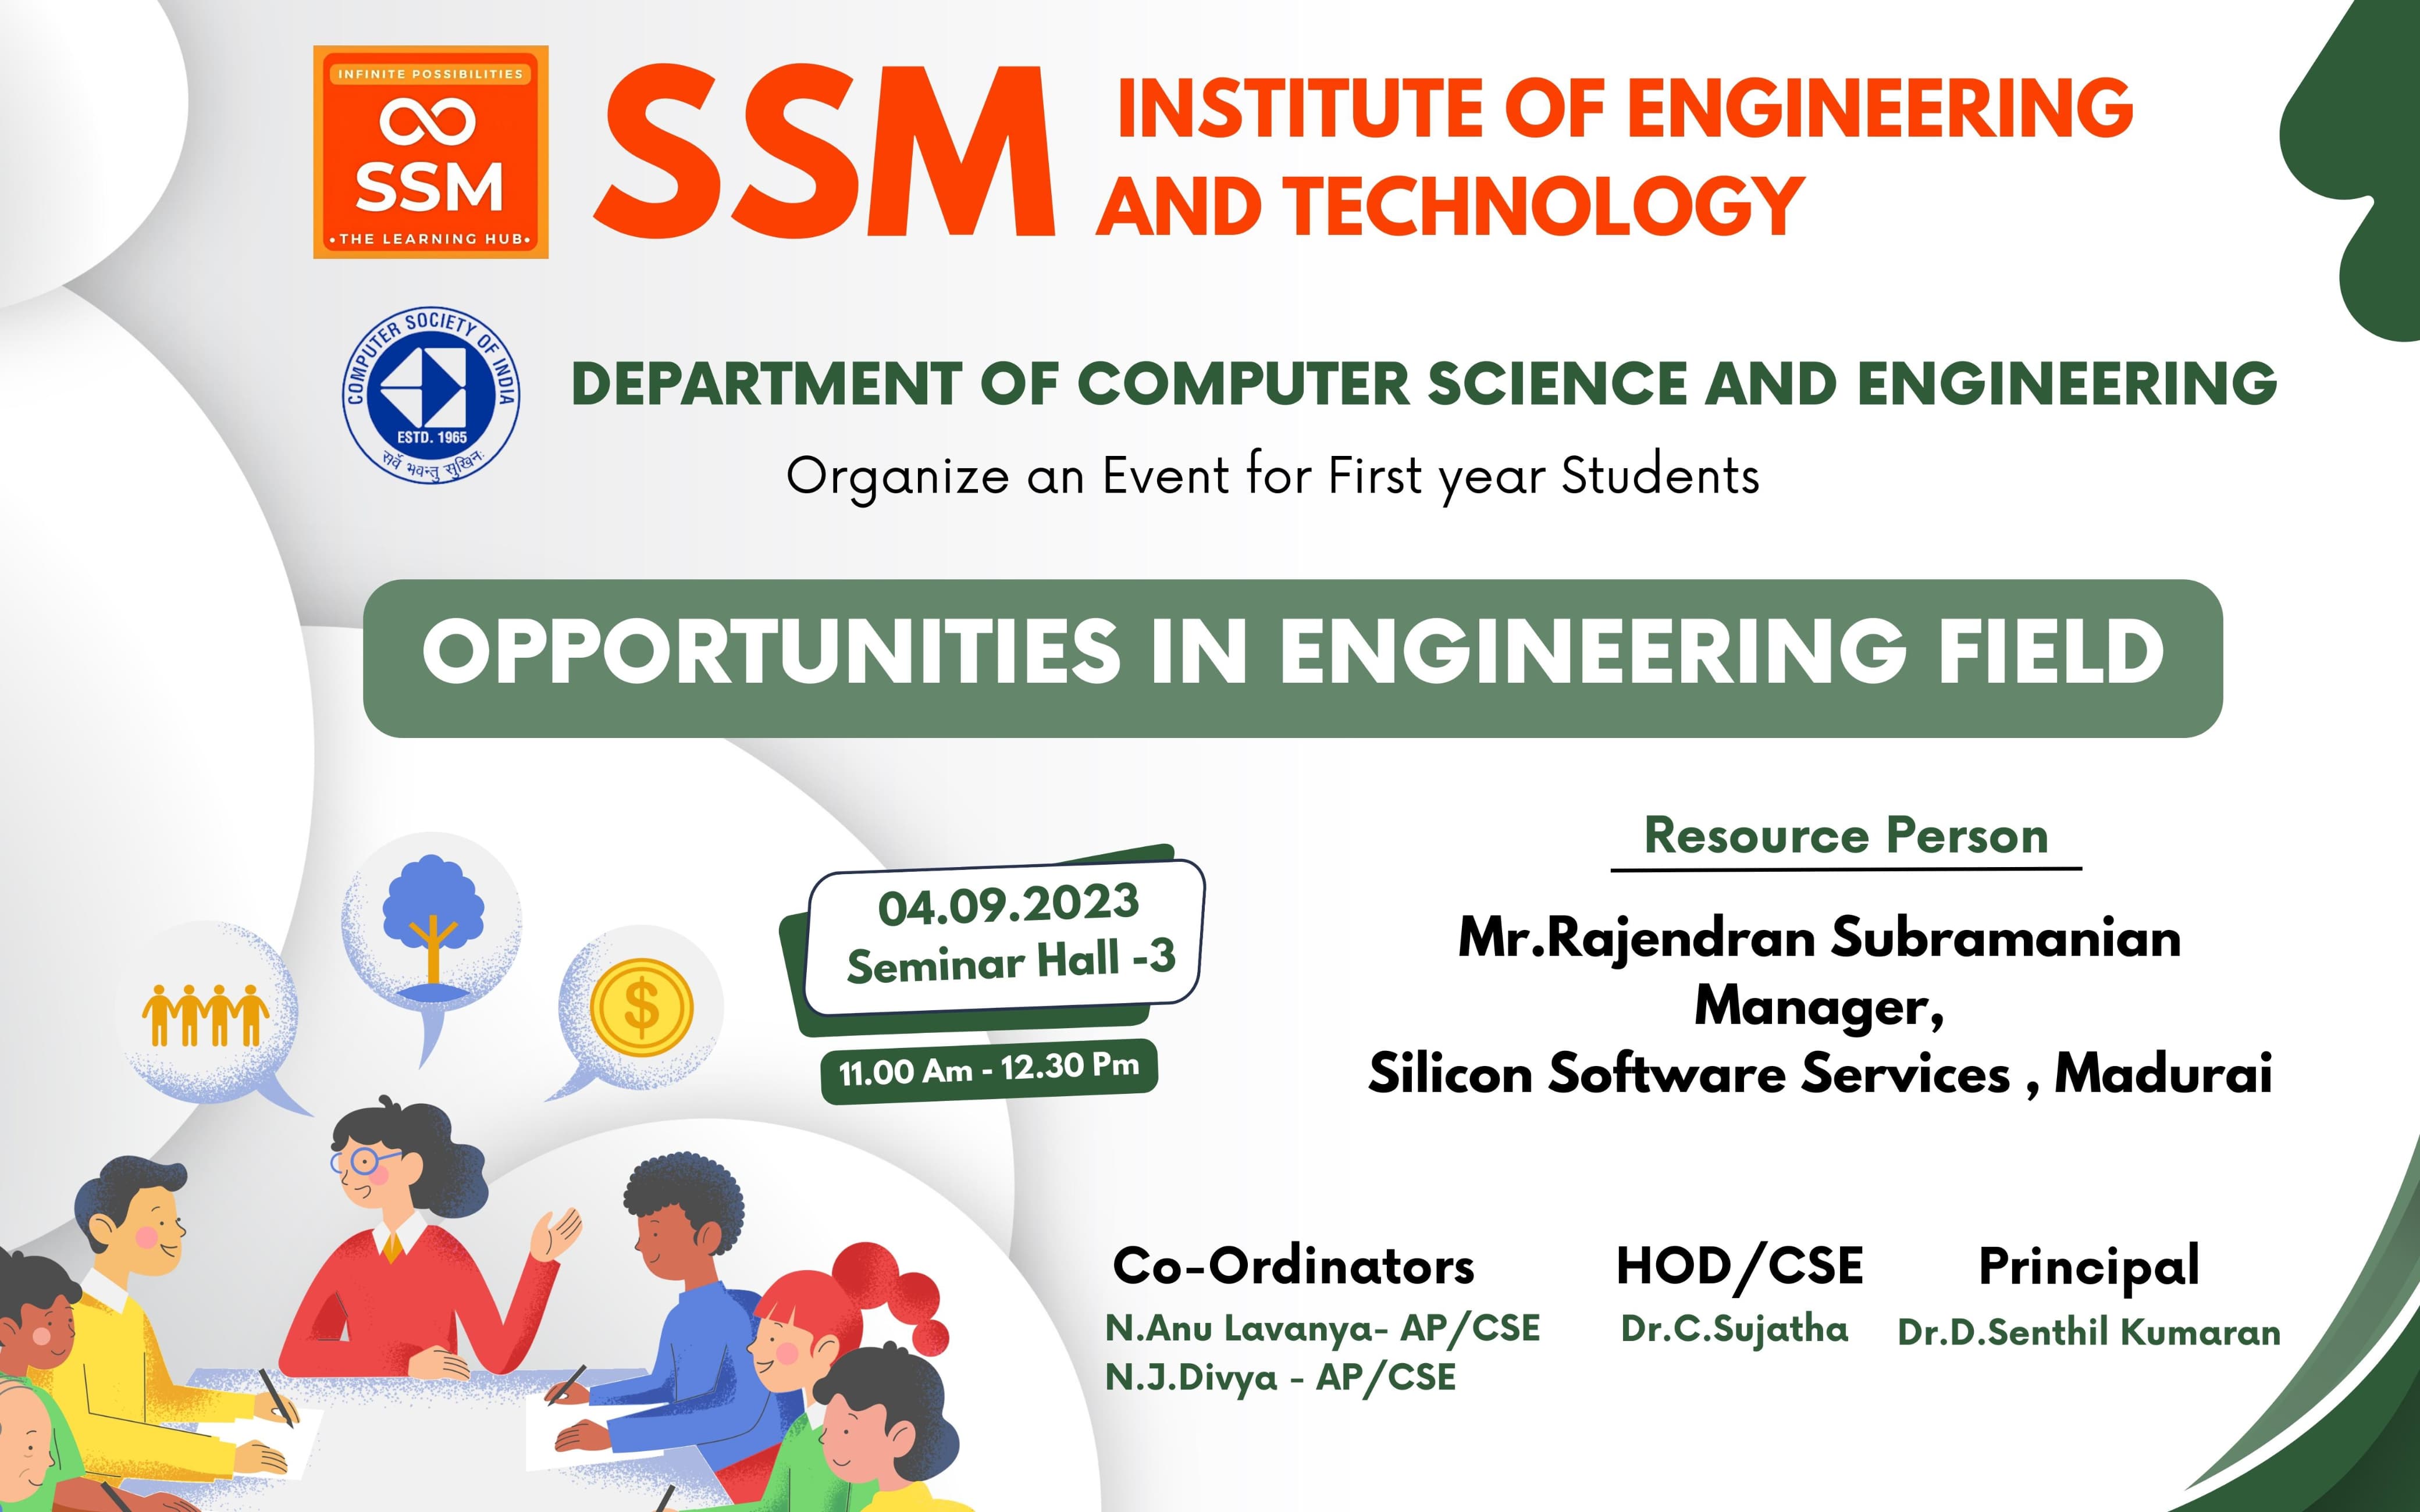 INFINITE POSSIBILITIES
SSM
•THE LEARNING HUB•
SSM
INSTITUTE OF ENGINEERING
AND TECHNOLOGY
COMPUTER SOCIETY OF INDIA
ESTD. 1965
सर्वे भवन्तु सुखिनः
DEPARTMENT OF COMPUTER SCIENCE AND ENGINEERING
Organize an Event for First year Students
OPPORTUNITIES IN ENGINEERING FIELD
$
04.09.2023
Seminar Hall -3
11.00 Am - 12.30 Pm
Resource Person
Mr.Rajendran Subramanian
Manager,
Silicon Software Services , Madurai
Co-Ordinators
N.Anu Lavanya- AP/CSE
N.J.Divya - AP/CSE
HOD/CSE
Dr.C.Sujatha
Principal
Dr.D.Senthil Kumaran